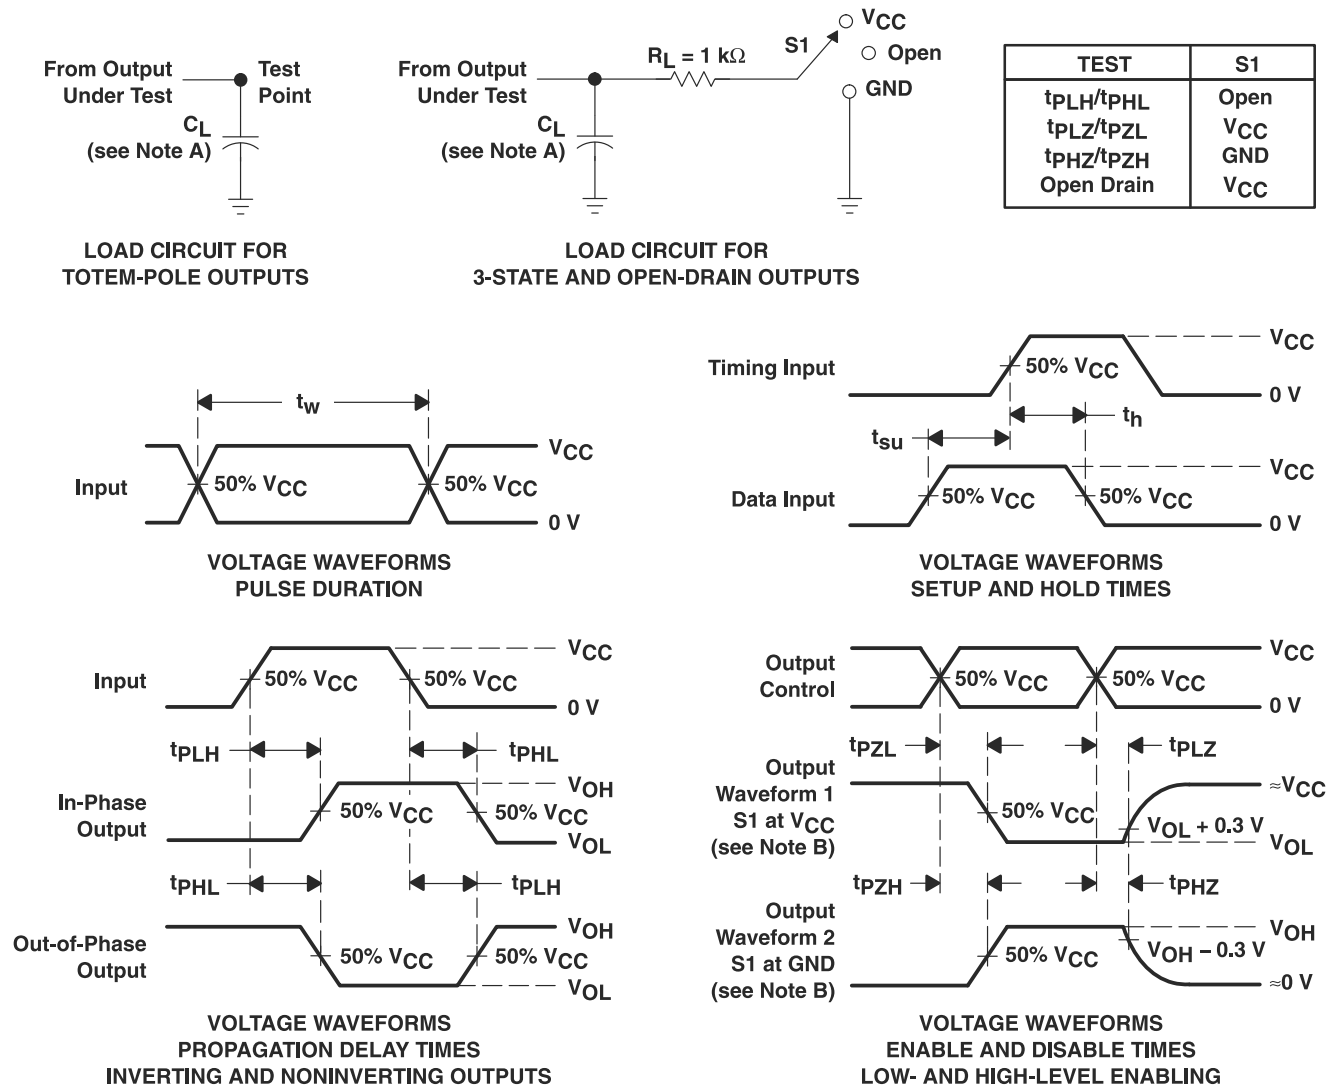 From Output
Under Test
Test
Point
CL
(see Note A)
LOAD CIRCUIT FOR
TOTEM-POLE OUTPUTS
From Output
Under Test
RL = 1 kΩ
S1
VCC
Open
GND
CL
(see Note A)
LOAD CIRCUIT FOR
3-STATE AND OPEN-DRAIN OUTPUTS
TEST S1
tPLH/tPHL Open
tPLZ/tPZL VCC
tPHZ/tPZH GND
Open Drain VCC
tw
Input
50% VCC
50% VCC
VCC
0 V
VOLTAGE WAVEFORMS
PULSE DURATION
Timing Input
50% VCC
VCC
0 V
tsu
th
Data Input
50% VCC
50% VCC
VCC
0 V
VOLTAGE WAVEFORMS
SETUP AND HOLD TIMES
Input
50% VCC
50% VCC
VCC
0 V
tPLH
tPHL
In-Phase
Output
50% VCC
50% VCC
VOH
VOL
tPHL
tPLH
Out-of-Phase
Output
50% VCC
50% VCC
VOH
VOL
VOLTAGE WAVEFORMS
PROPAGATION DELAY TIMES
INVERTING AND NONINVERTING OUTPUTS
Output
Control
50% VCC
50% VCC
VCC
0 V
tPZL
tPLZ
Output
Waveform 1
S1 at VCC
(see Note B)
50% VCC
≈VCC
VOL + 0.3 V
VOL
tPZH
tPHZ
Output
Waveform 2
S1 at GND
(see Note B)
50% VCC
VOH
VOH − 0.3 V
≈0 V
VOLTAGE WAVEFORMS
ENABLE AND DISABLE TIMES
LOW- AND HIGH-LEVEL ENABLING